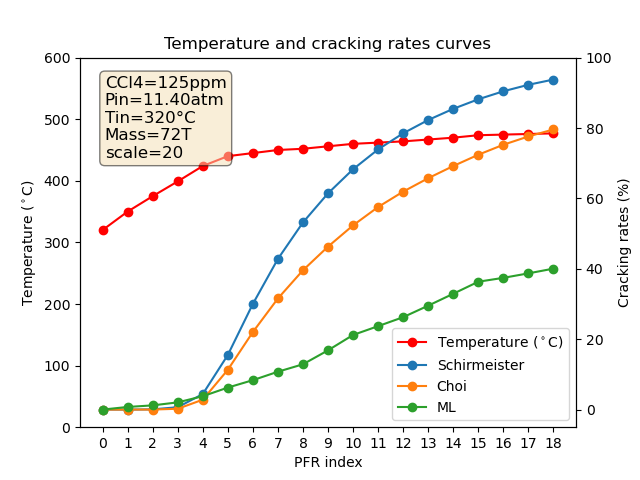 Temperature and cracking rates curves
CCl4=125ppm
Pin=11.40atm
Tin=320°C
Mass=72T
scale=20
Temperature (°C)
600
500
400
300
200
100
0
Cracking rates (%)
100
80
60
40
20
0
Temperature (°C)
Schirmeister
Choi
ML
0 1 2 3 4 5 6 7 8 9 10 11 12 13 14 15 16 17 18
PFR index